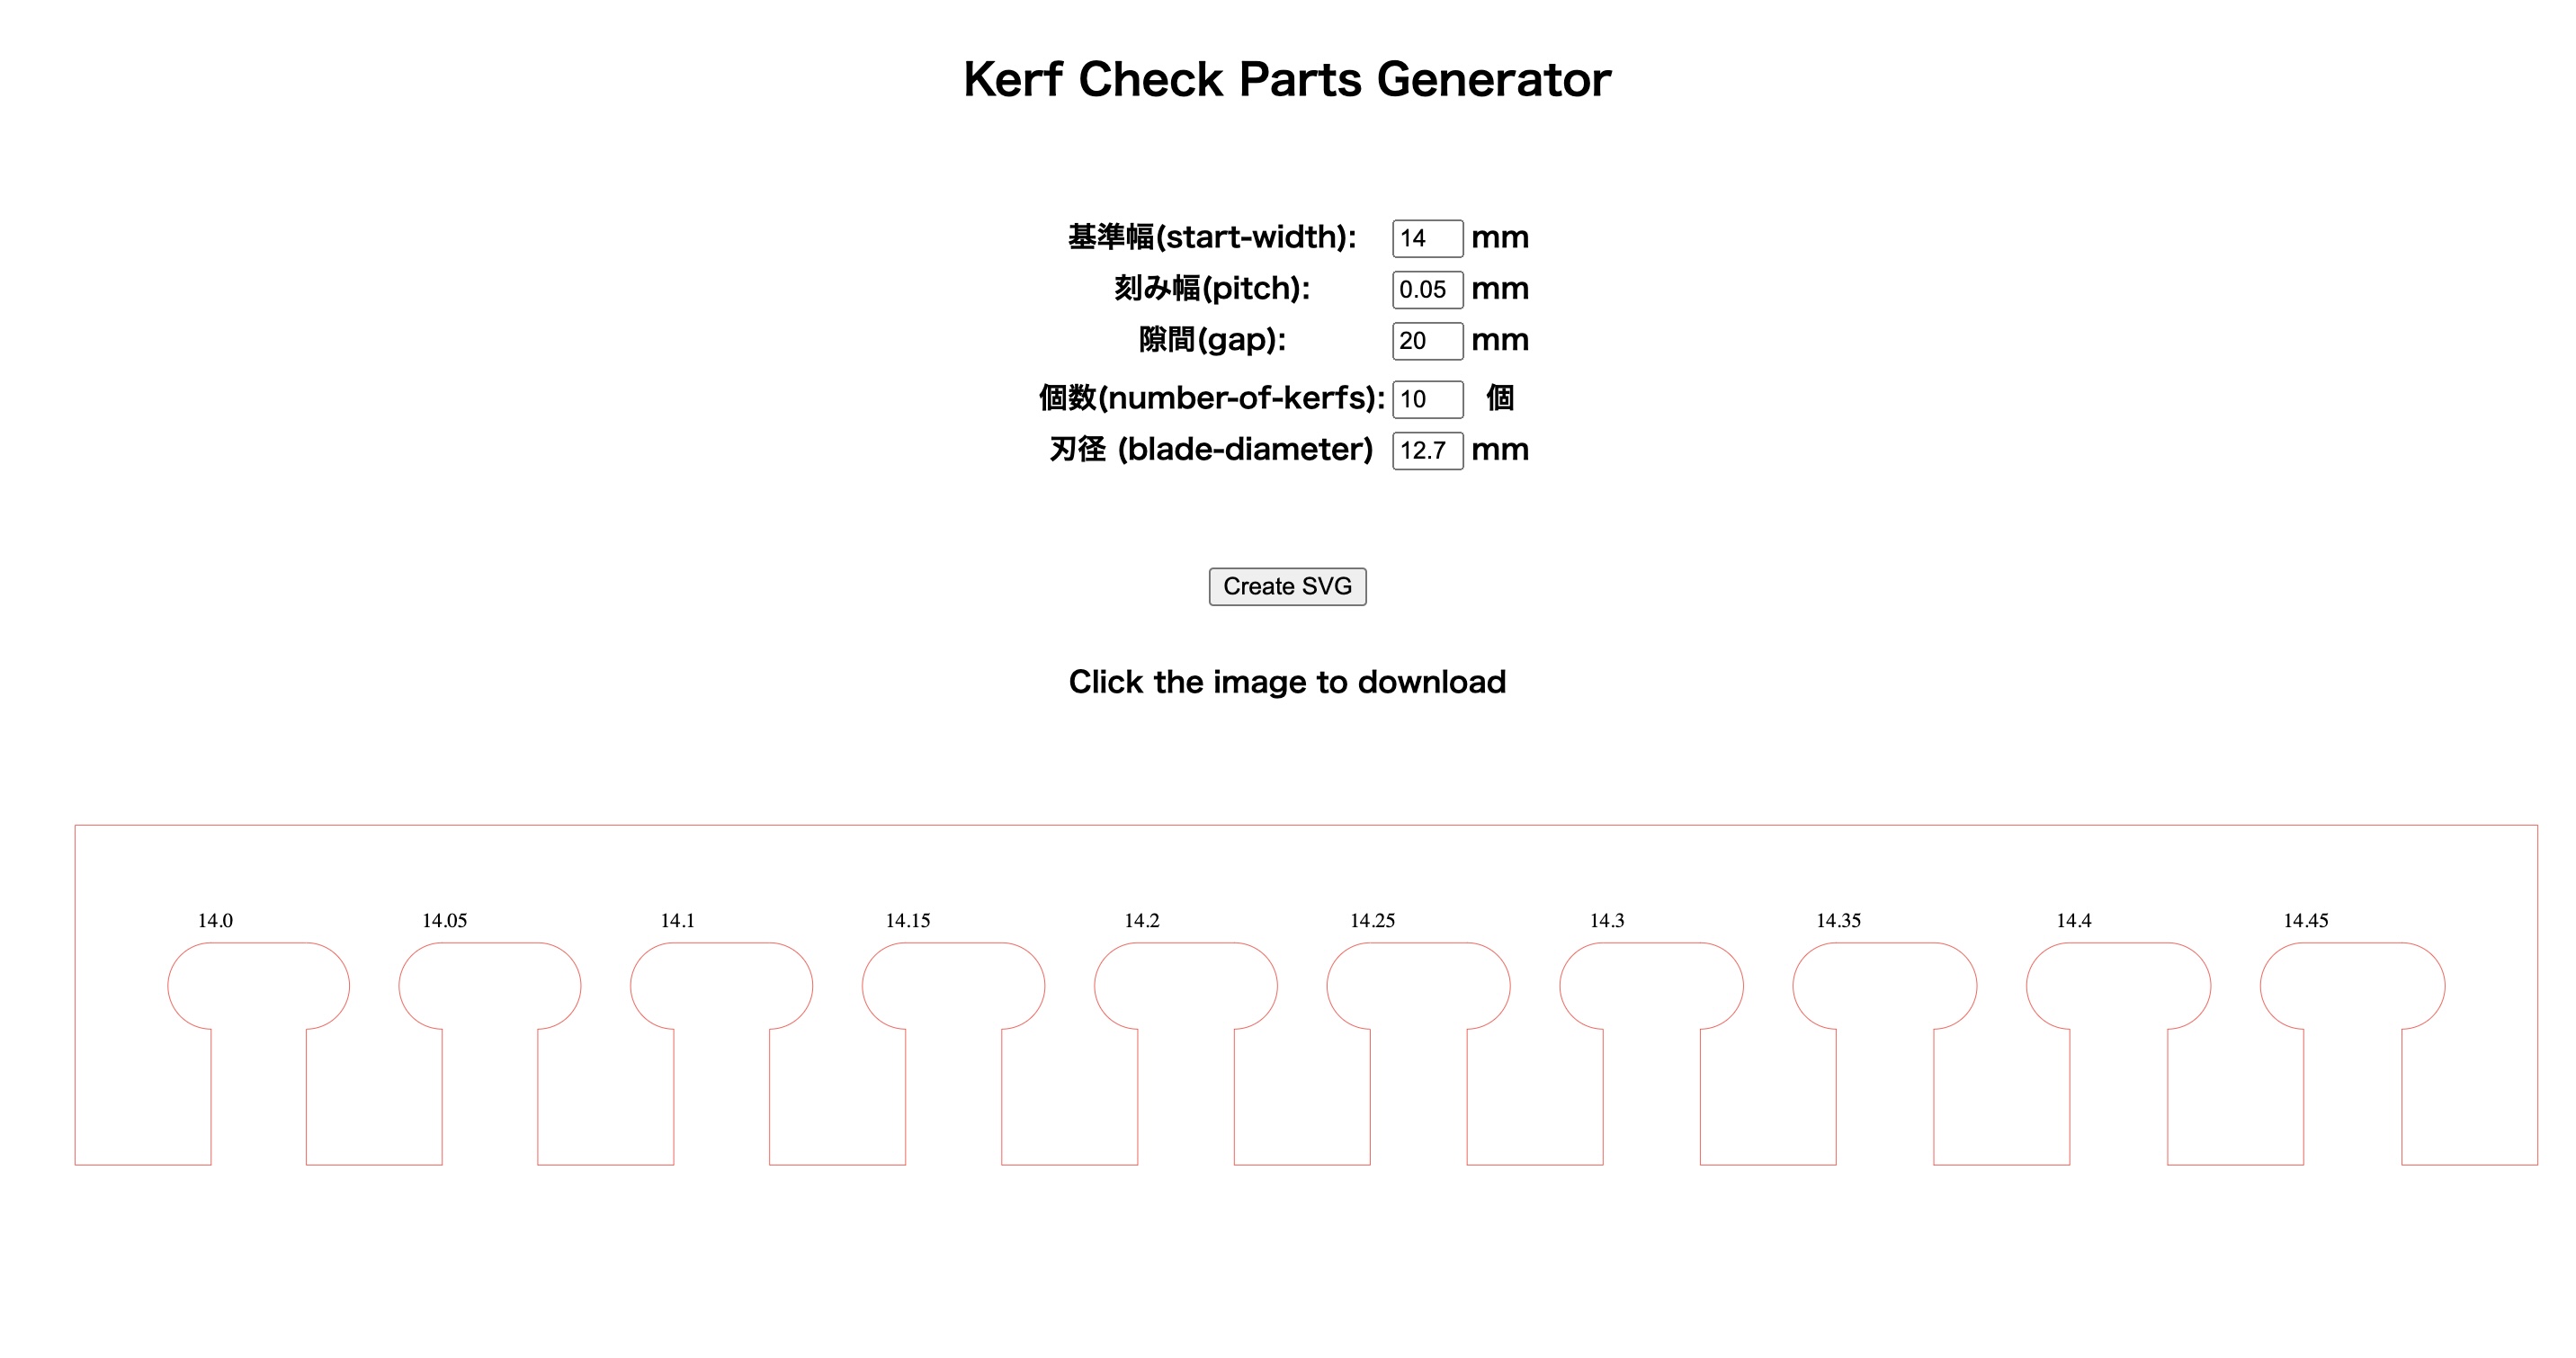 Kerf Check Parts Generator
基準幅(start-width): 14 mm
刻み幅(pitch): 0.05 mm
隙間(gap): 20 mm
個数(number-of-kerfs): 10 個
刃径 (blade-diameter) 12.7 mm
Create SVG
Click the image to download
14.0 14.05 14.1 14.15 14.2 14.25 14.3 14.35 14.4 14.45